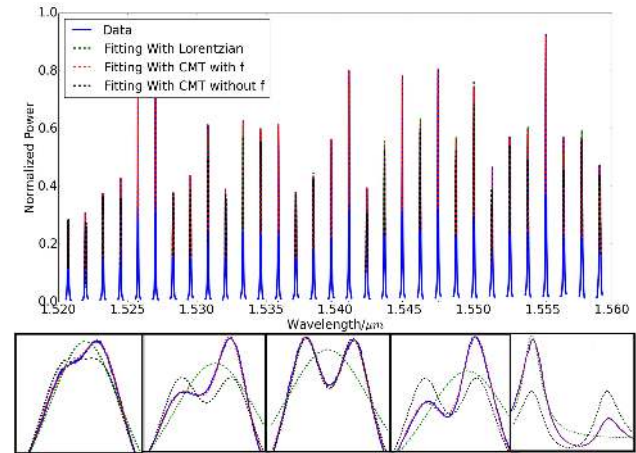 1.0
0.8
0.6
0.4
0.2
0.0
Normalized Power
Data
Fitting With Lorentzian
Fitting With CMT with f
Fitting With CMT without f
1.520 1.525 1.530 1.535 1.540 1.545 1.550 1.555 1.560
Wavelength/μm